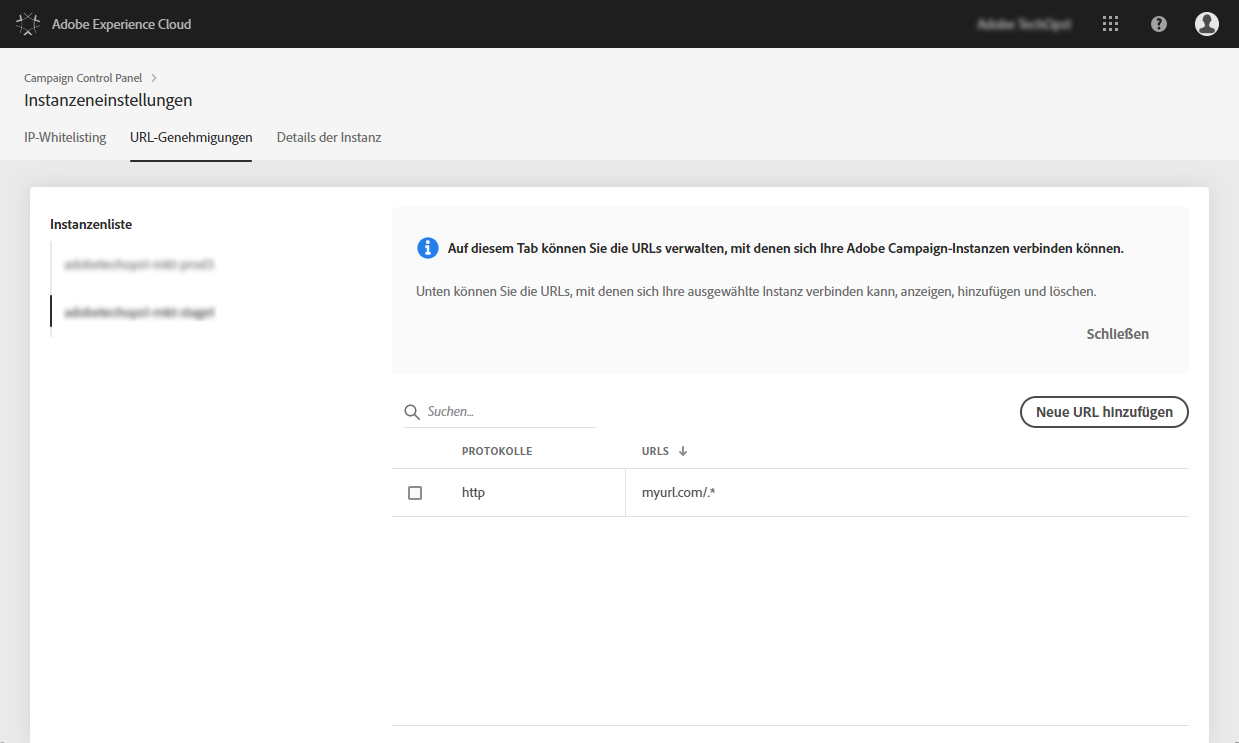 Adobe Experience Cloud
Campaign Control Panel
Instanzeneinstellungen
IP-Whitelisting URL-Genehmigungen Details der Instanz
Instanzenliste
Auf diesem Tab können Sie die URLs verwalten, mit denen sich Ihre Adobe Campaign-Instanzen verbinden können.
Unten können Sie die URLs, mit denen sich Ihre ausgewählte Instanz verbinden kann, anzeigen, hinzufügen und löschen.
Schließen
Suchen...
Neue URL hinzufügen
PROTOKOLLE URLS
http myurl.com/.*